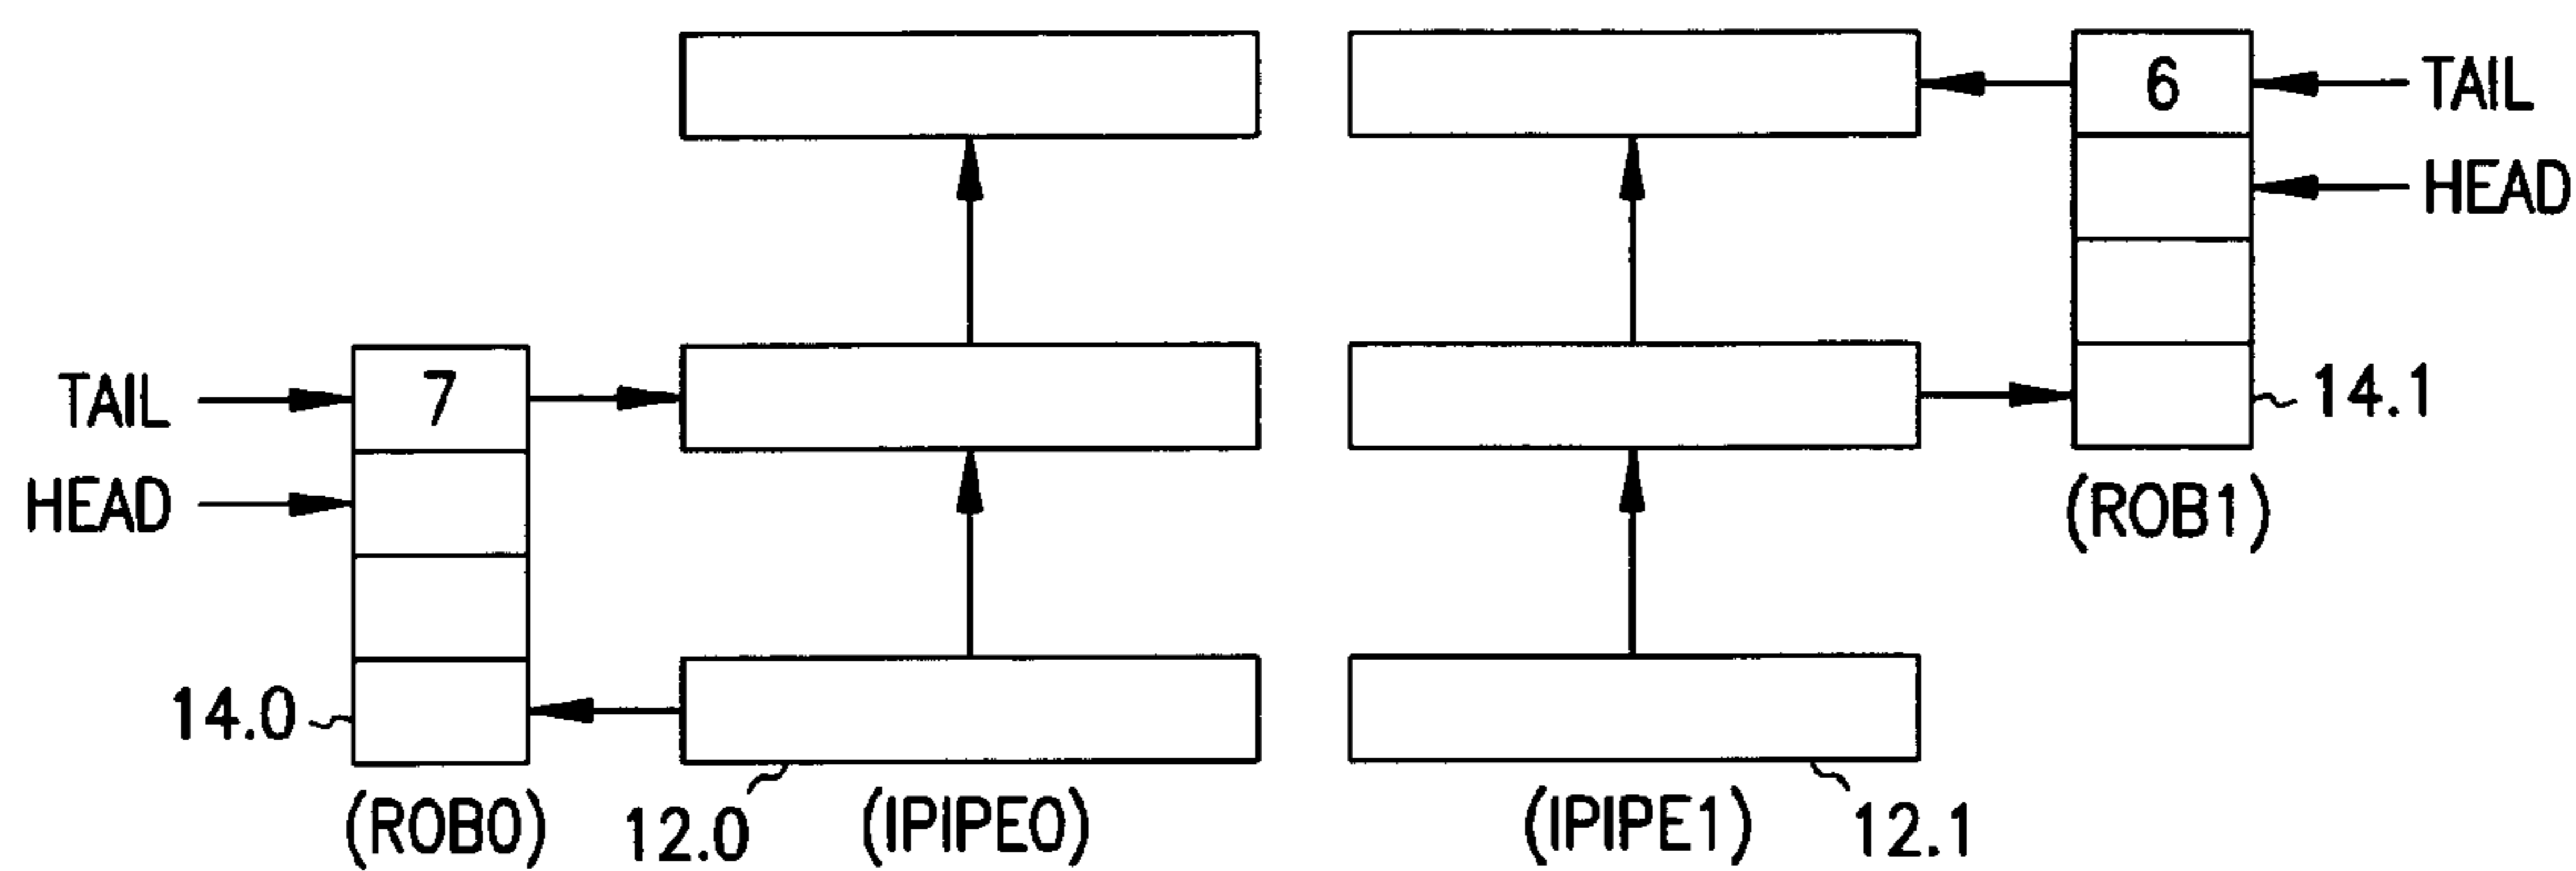 6
TAIL
HEAD
TAIL
7
HEAD
14.1
(ROB1)
14.0
(ROB0)
12.0
(IPIPE0)
(IPIPE1)
12.1